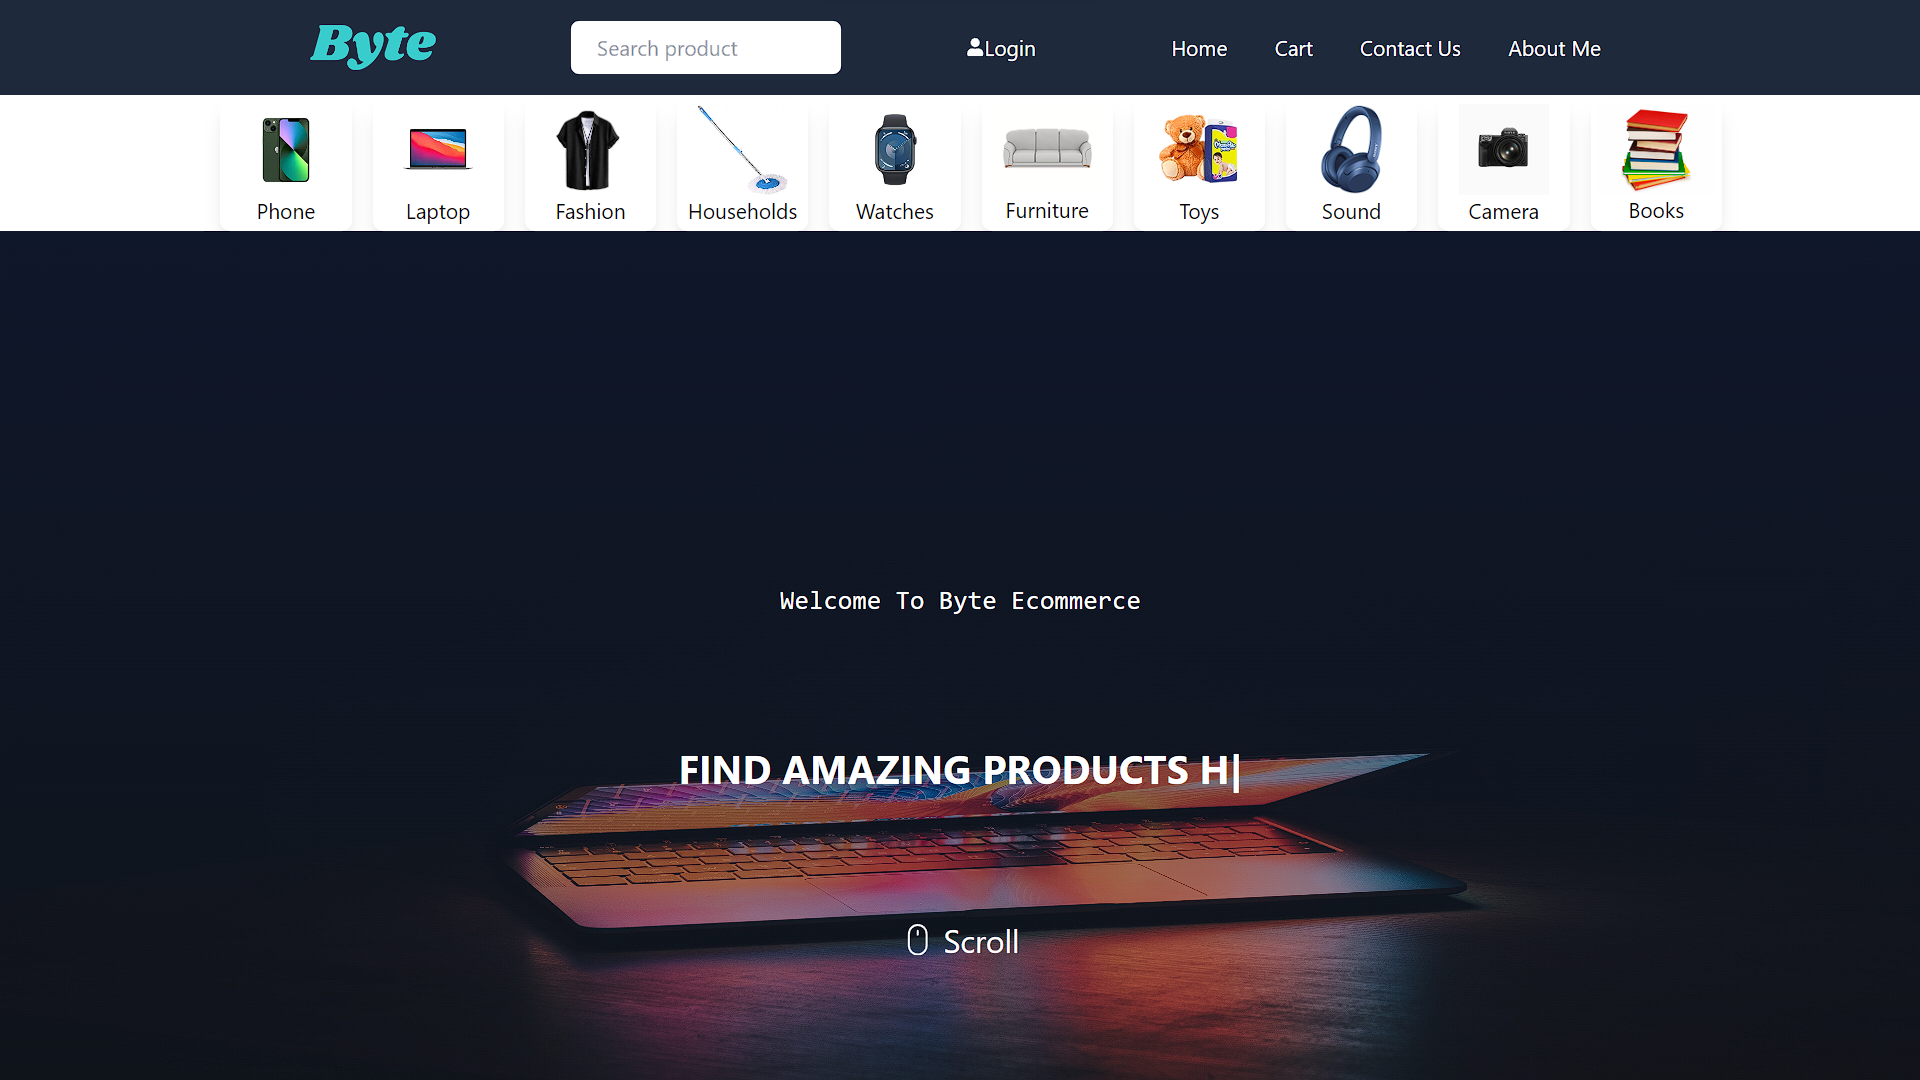 Byte
Search product
Login
Home
Cart
Contact Us
About Me
Phone
Laptop
Fashion
Households
Watches
Furniture
Toys
Sound
Camera
Books
Welcome To Byte Ecommerce
FIND AMAZING PRODUCTS H|
Scroll